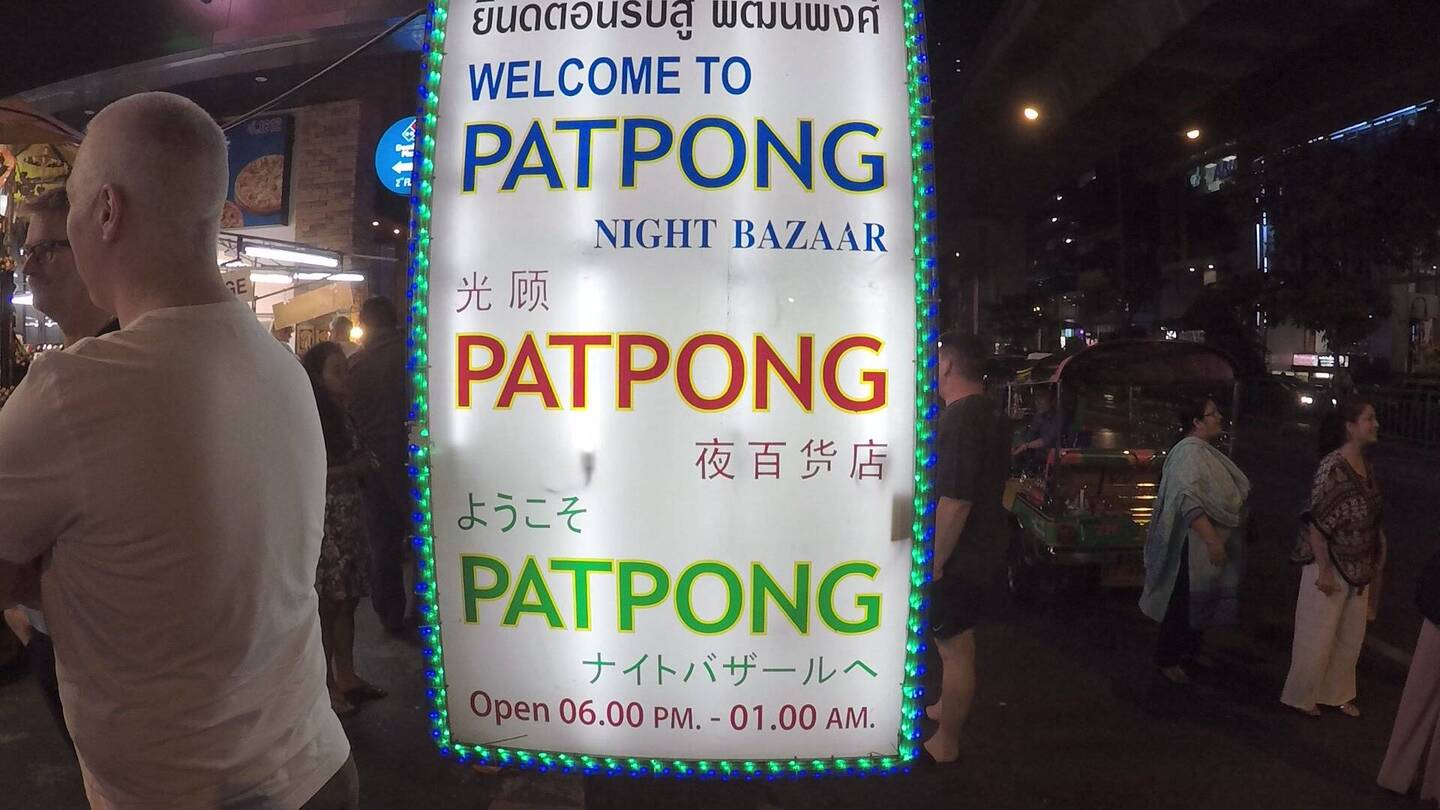 ยินดีต้อนรับสู่ พัฒน์พงศ์
WELCOME TO
PATPONG
NIGHT BAZAAR
光顾
PATPONG
夜百货店
ようこそ
PATPONG
ナイトバザールへ
Open 06.00 PM. - 01.00 AM.